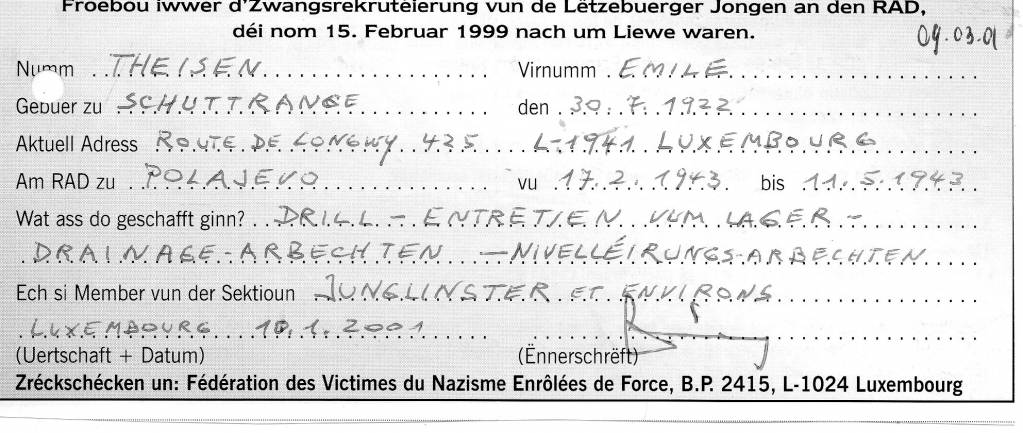 Froebou iwwer d'Zwangsrekrutéierung vun de Lëtzebuerger Jongen an den RAD,
déi nom 15. Februar 1999 nach um Liewe waren.
09.03.01
Numm THEISEN Virnumm EMILE
Gebuer zu SCHUTTRANGE den 30.7.1922
Aktuell Adress ROUTE DE LONGWY 425 L-1941 LUXEMBOURG
Am RAD zu POLAJEVO vu 17.2.1943 bis 11.5.1943
Wat ass do geschafft ginn? DRILL - ENTRETIEN VUM LAGER -
DRAINAGE-ARBECHTEN - NIVELLÉIRUNGS-ARBECHTEN
Ech si Member vun der Sektioun JUNGLINSTER ET ENVIRONS
LUXEMBOURG 10.1.2001
(Uertschaft + Datum) (Ënnerschrëft)
Zréckschécken un: Fédération des Victimes du Nazisme Enrôlées de Force, B.P. 2415, L-1024 Luxembourg